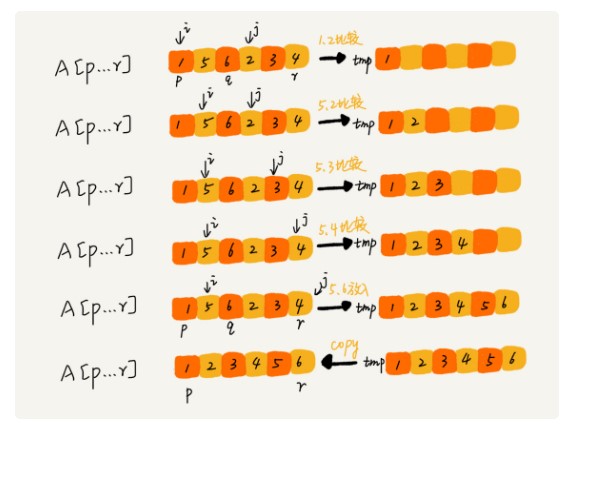 i j 1.2比较
A[p...r] 1 5 6 2 3 4 tmp 1
p q r
i j 5.2比较
A[p...r] 1 5 6 2 3 4 tmp 1 2
i j 5.3比较
A[p...r] 1 5 6 2 3 4 tmp 1 2 3
i j 5.4比较
A[p...r] 1 5 6 2 3 4 tmp 1 2 3 4
i j 5.6放入
A[p...r] 1 5 6 2 3 4 tmp 1 2 3 4 5 6
p q r
copy
A[p...r] 1 2 3 4 5 6 tmp 1 2 3 4 5 6
p r